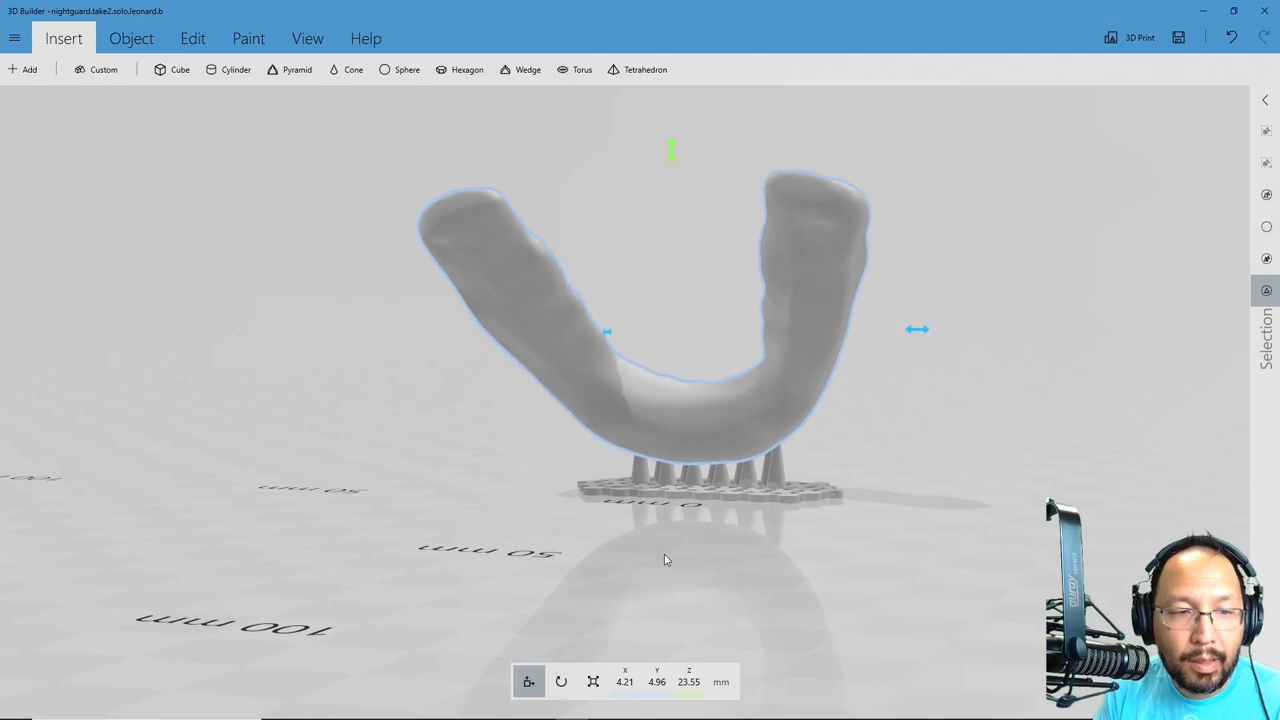 3D Builder - nightguard.take2.solo.leonard.b
Insert Object Edit Paint View Help
3D Print
Add Custom Cube Cylinder Pyramid Cone Sphere Hexagon Wedge Torus Tetrahedron
Selection
50 mm
0 mm
50 mm
100 mm
X Y Z
4.21 4.96 23.55 mm